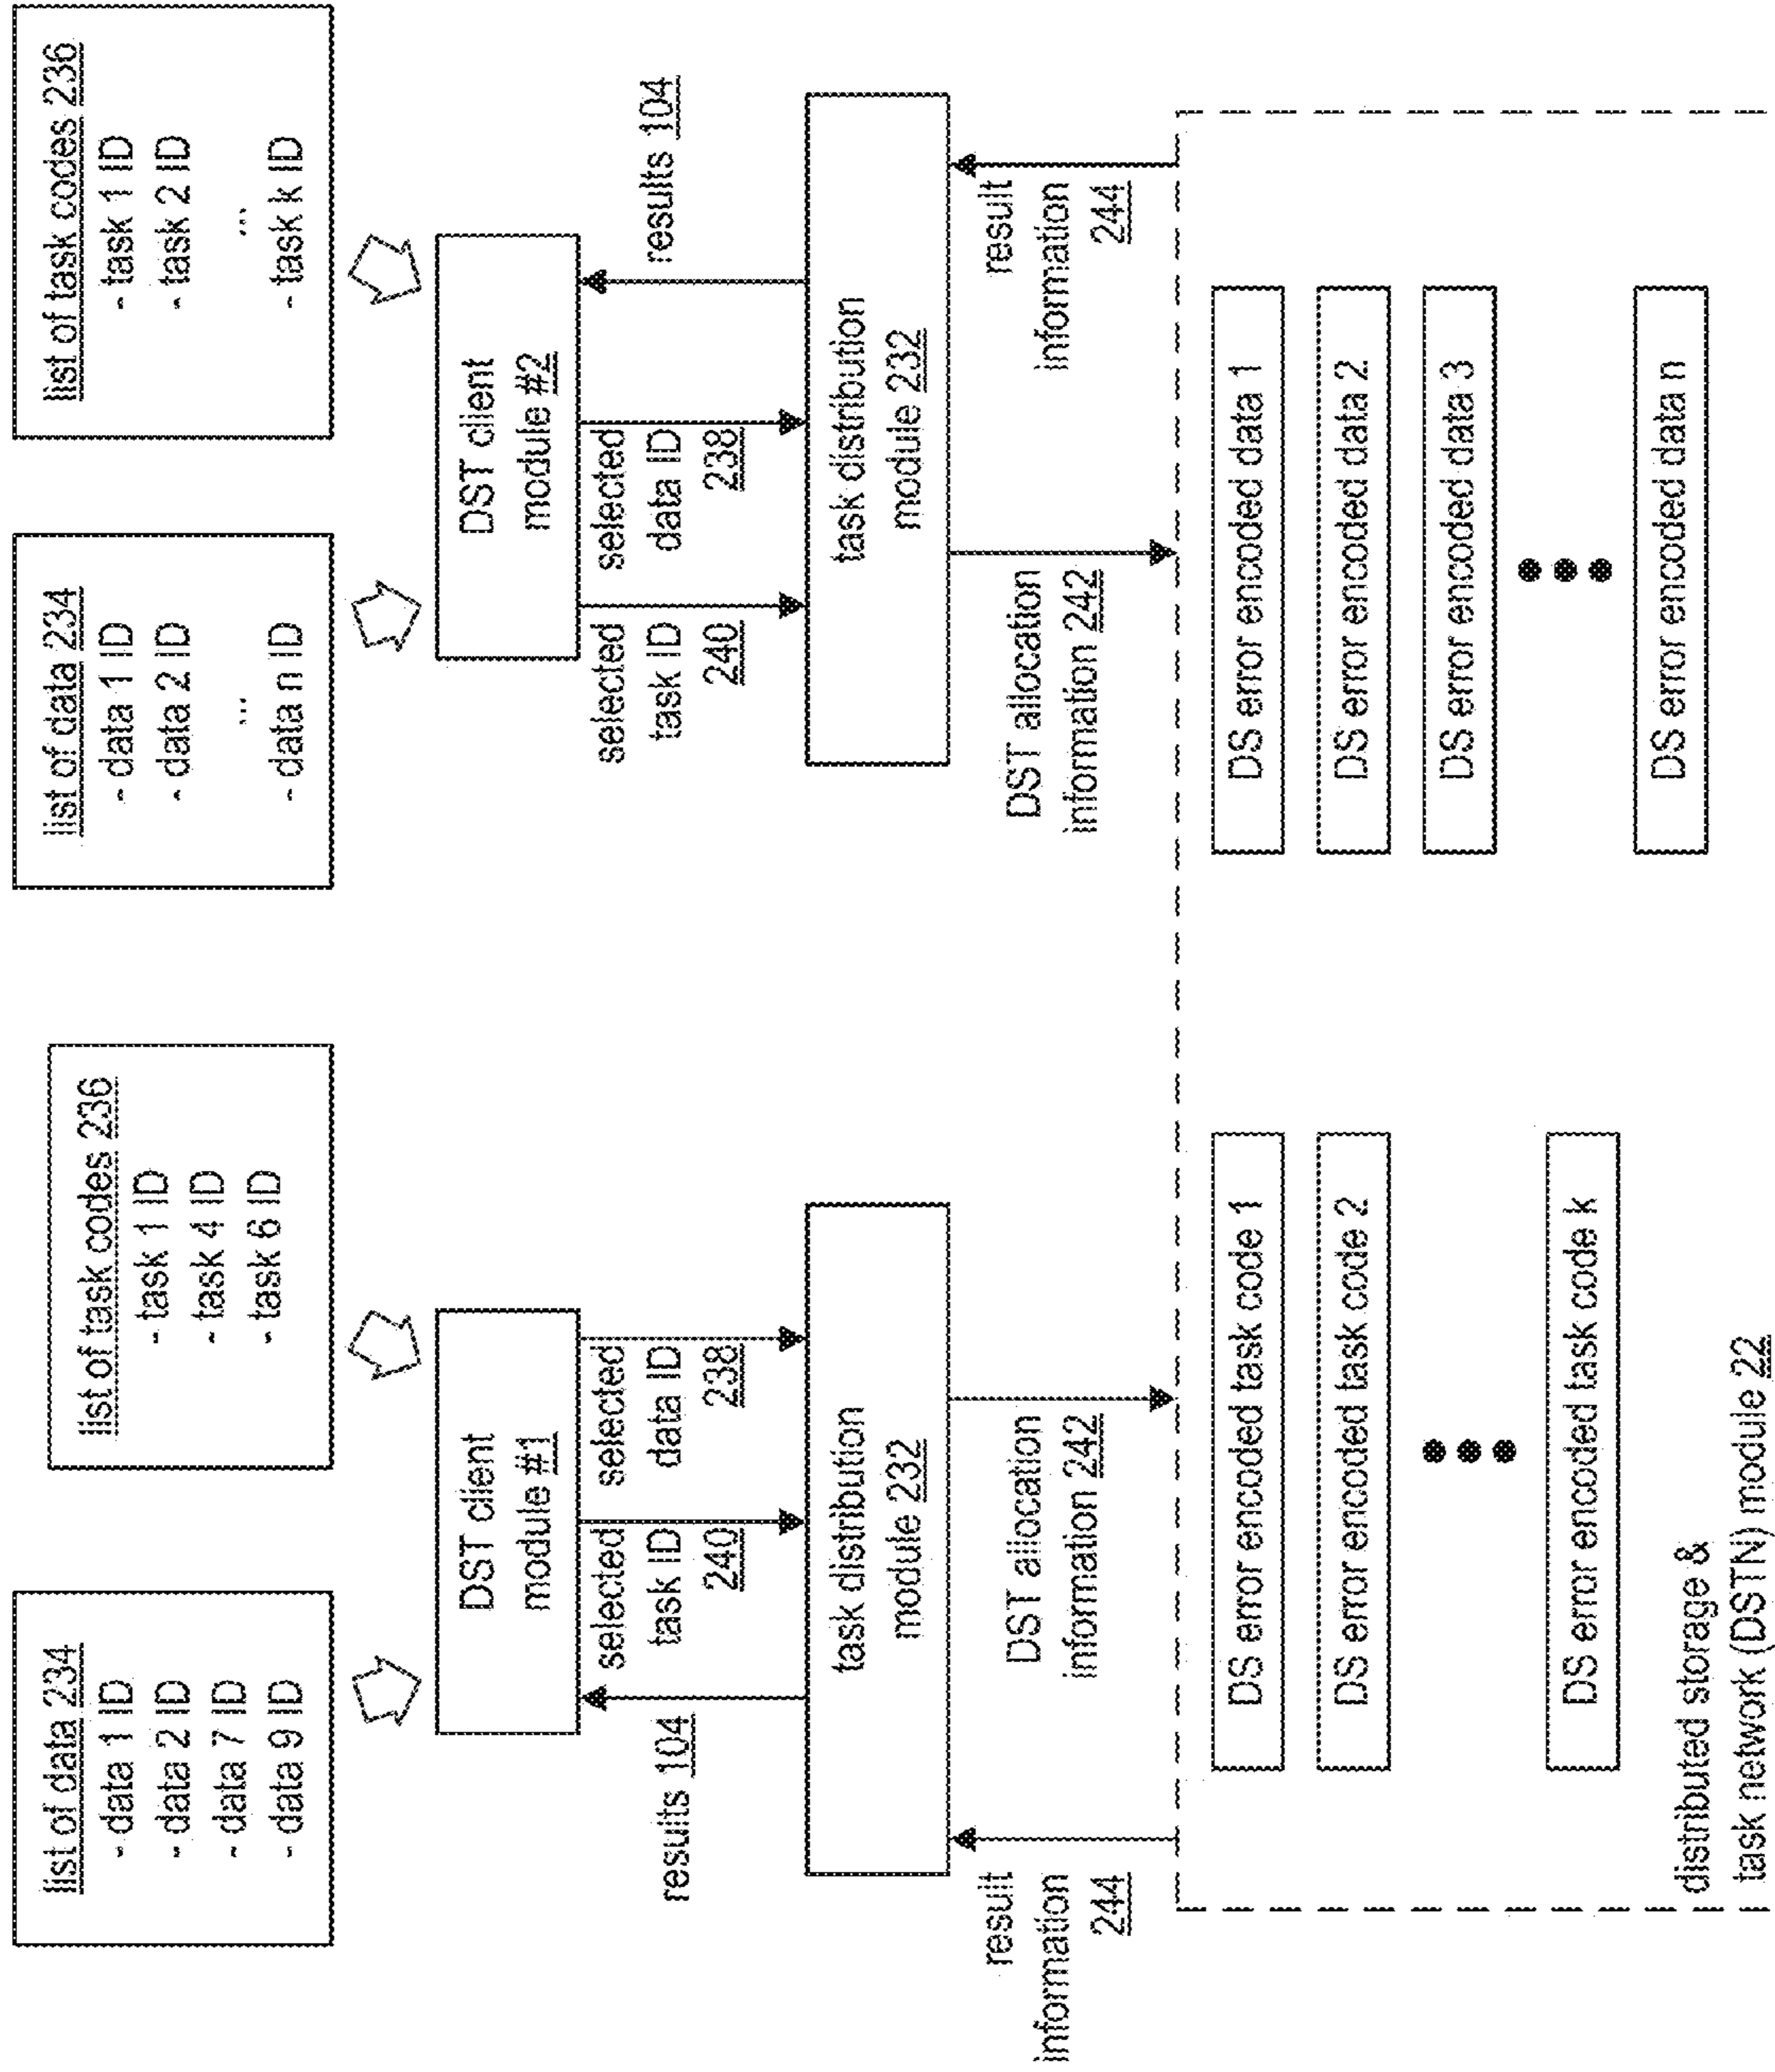 list of data 234
- data 1 ID
- data 2 ID
- data 7 ID
- data 9 ID
list of task codes 236
- task 1 ID
- task 4 ID
- task 6 ID
list of data 234
- data 1 ID
- data 2 ID
...
- data n ID
list of task codes 236
- task 1 ID
- task 2 ID
...
- task k ID
DST client
module #1
DST client
module #2
results 104
selected
task ID
240
selected
data ID
238
selected
task ID
240
selected
data ID
238
results 104
task distribution
module 232
task distribution
module 232
result
information
244
DST allocation
information 242
DST allocation
information 242
result
information
244
DS error encoded task code 1
DS error encoded task code 2
DS error encoded task code k
DS error encoded data 1
DS error encoded data 2
DS error encoded data 3
DS error encoded data n
distributed storage &
task network (DSTN) module 22